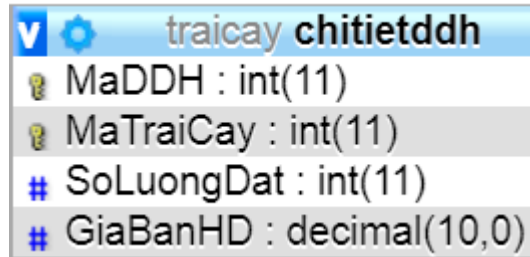 v traicay chitietddh
MaDDH : int(11)
MaTraiCay : int(11)
# SoLuongDat : int(11)
# GiaBanHD : decimal(10,0)